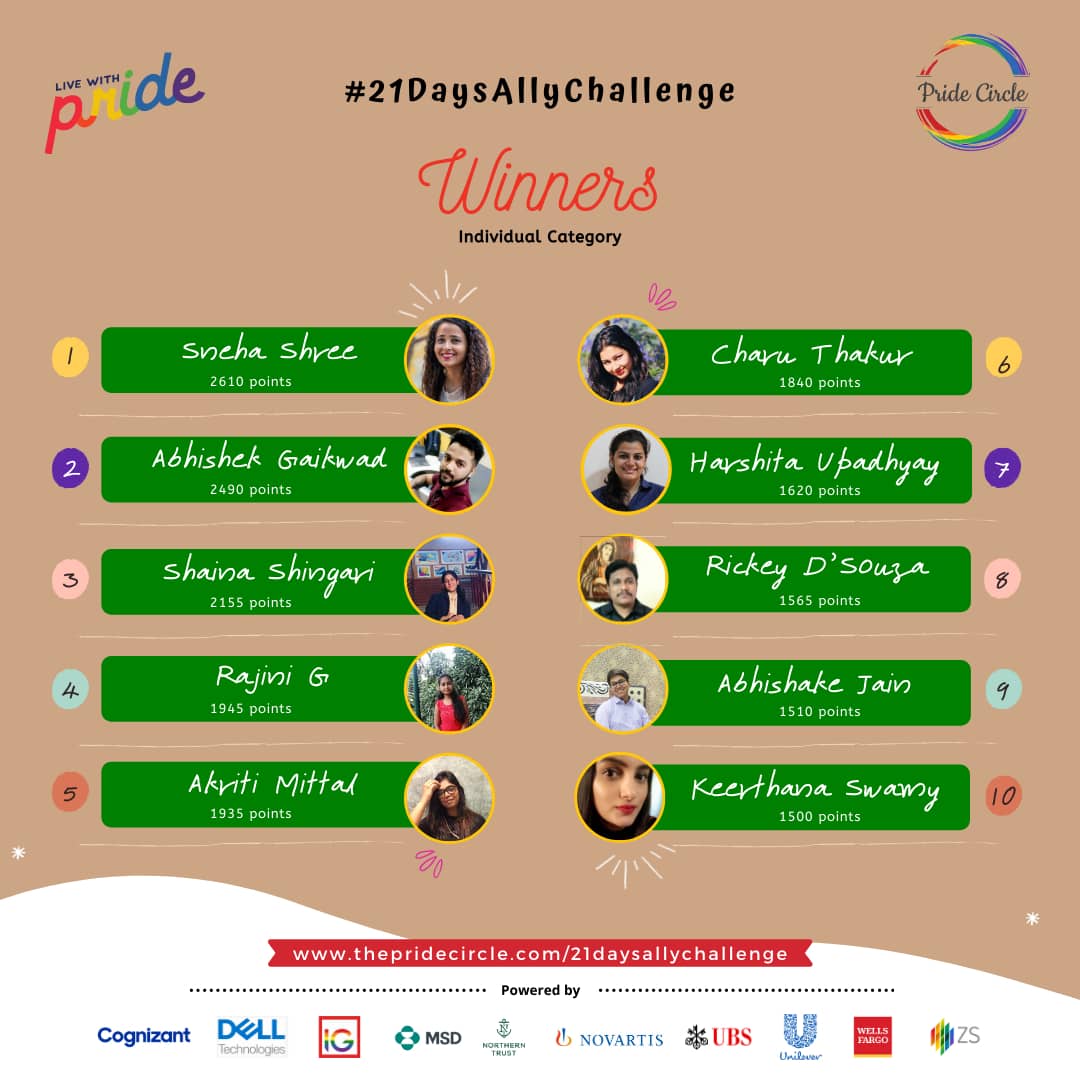 LIVE WITH
pride
#21DaysAllyChallenge
Pride Circle
Winners
Individual Category
1
Sneha Shree
2610 points
2
Abhishek Gaikwad
2490 points
3
Shaina Shingari
2155 points
4
Rajini G
1945 points
5
Akriti Mittal
1935 points
Charu Thakur
1840 points
6
Harshita Upadhyay
1620 points
7
Rickey D'Souza
1565 points
8
Abhishake Jain
1510 points
9
Keerthana Swamy
1500 points
10
www.thepridecircle.com/21daysallychallenge
Powered by
Cognizant
DELL
Technologies
iG
MSD
NORTHERN
TRUST
NOVARTIS
UBS
Unilever
WELLS
FARGO
ZS